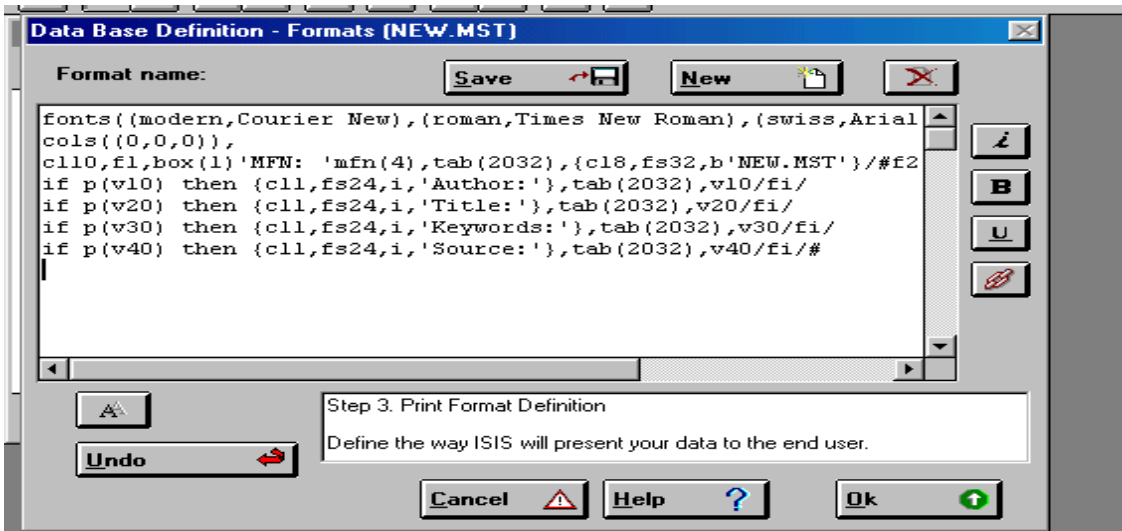 Data Base Definition - Formats (NEW.MST)
Format name:
Save
New
fonts((modern,Courier New),(roman,Times New Roman),(swiss,Arial
cols((0,0,0)),
cl10,f1,box(1)'MFN: 'mfn(4),tab(2032),{cl8,fs32,b'NEW.MST'}/#f2
if p(v10) then {cl1,fs24,i,'Author:'},tab(2032),v10/fi/
if p(v20) then {cl1,fs24,i,'Title:'},tab(2032),v20/fi/
if p(v30) then {cl1,fs24,i,'Keywords:'},tab(2032),v30/fi/
if p(v40) then {cl1,fs24,i,'Source:'},tab(2032),v40/fi/#
i
B
U
A
Step 3. Print Format Definition
Define the way ISIS will present your data to the end user.
Undo
Cancel
Help
?
Ok